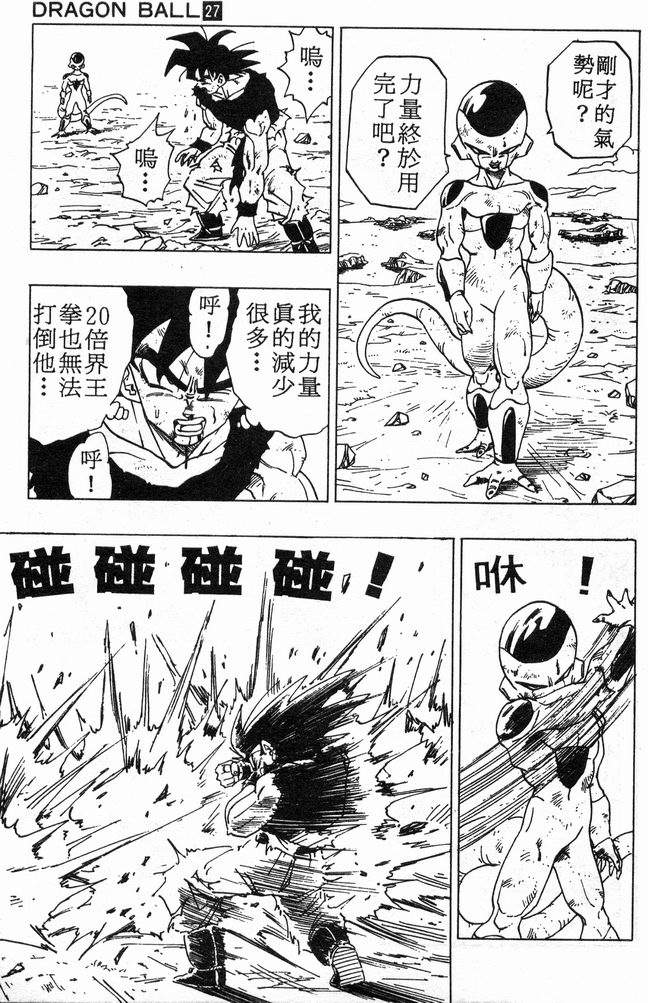 DRAGON BALL 27
剛才的氣
勢呢？
力量終於用
完了吧？
嗚…
嗚…
我的力量
眞的減少
很多…
呼！
20倍界王
拳也無法
打倒他…
呼！
咻！
碰碰碰碰！